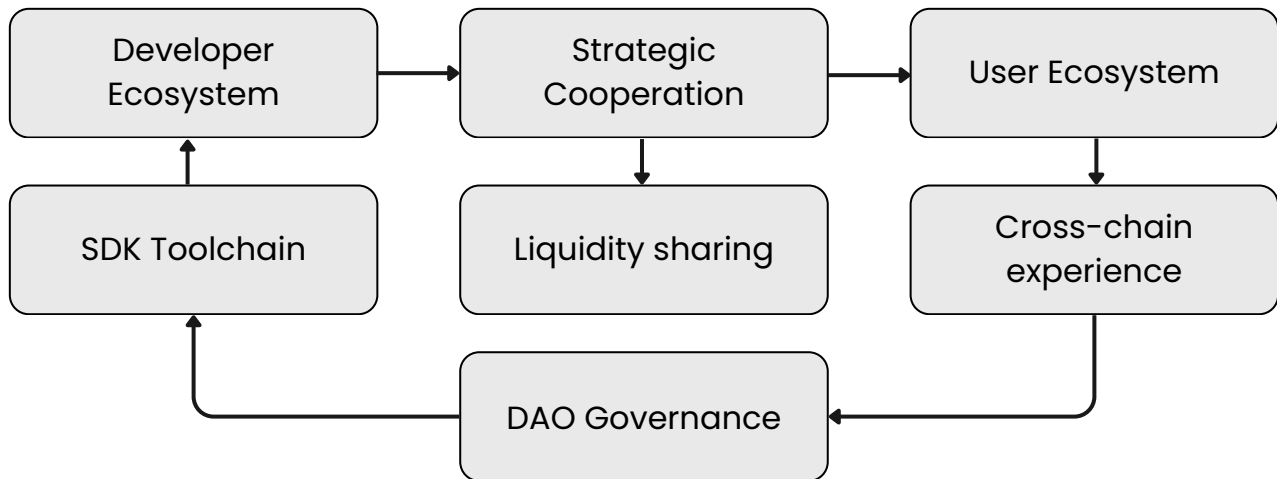 Developer
Ecosystem
Strategic
Cooperation
User Ecosystem
SDK Toolchain
Liquidity sharing
Cross-chain
experience
DAO Governance